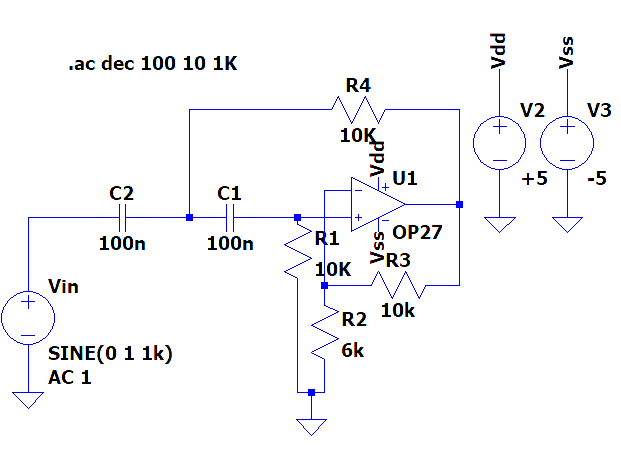 .ac dec 100 10 1K
R4
10K
Vdd
Vss
V2
V3
+5
-5
Vdd
U1
C2
C1
100n
100n
R1
10K
Vss
OP27
R3
10k
Vin
R2
6k
SINE(0 1 1k)
AC 1